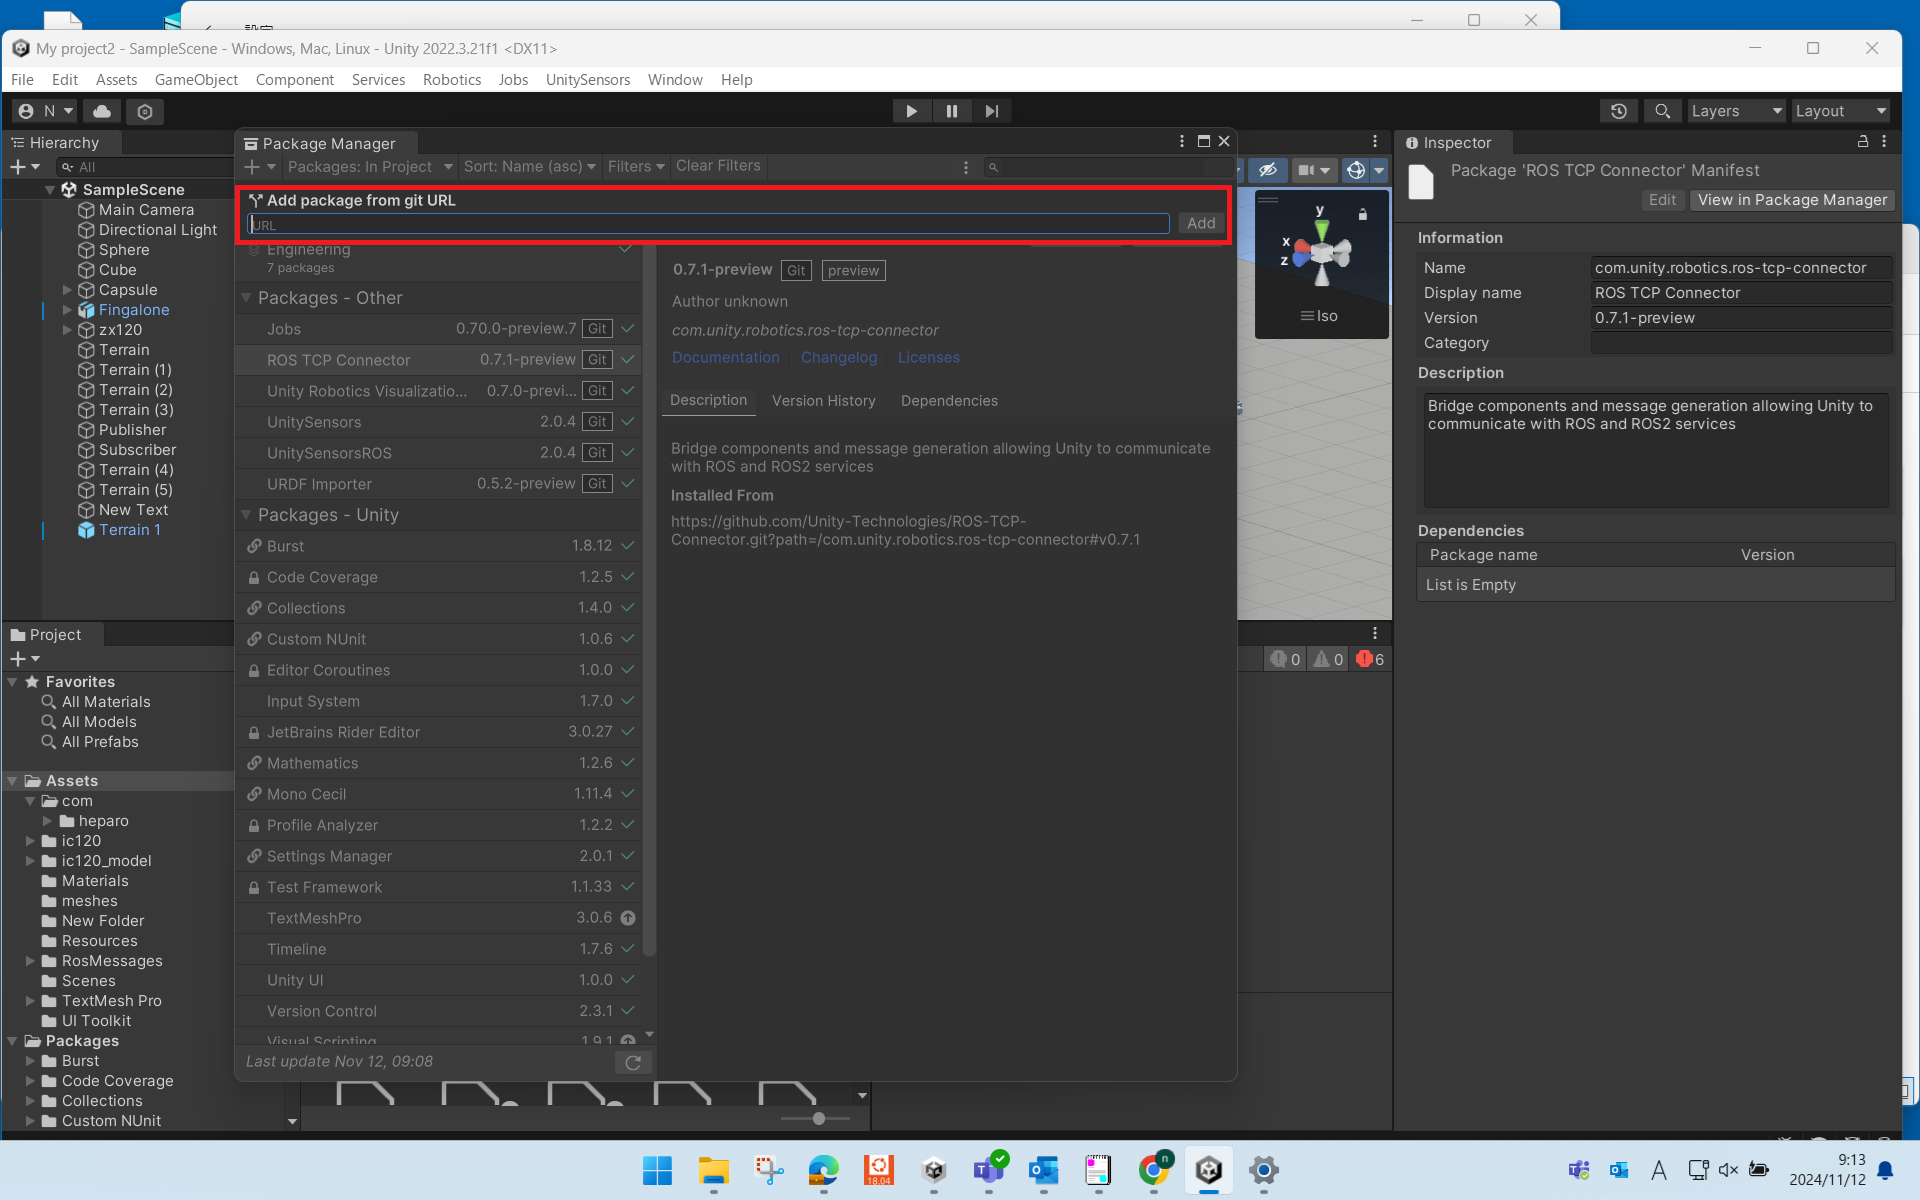 My project2 - SampleScene - Windows, Mac, Linux - Unity 2022.3.21f1 <DX11>
File Edit Assets GameObject Component Services Robotics Jobs UnitySensors Window Help
N
Layers
Layout
Hierarchy
All
SampleScene
Main Camera
Directional Light
Sphere
Cube
Capsule
Fingalone
zx120
Terrain
Terrain (1)
Terrain (2)
Terrain (3)
Publisher
Subscriber
Terrain (4)
Terrain (5)
New Text
Terrain 1
Project
Favorites
All Materials
All Models
All Prefabs
Assets
com
heparo
ic120
ic120_model
Materials
meshes
New Folder
Resources
RosMessages
Scenes
TextMesh Pro
UI Toolkit
Packages
Burst
Code Coverage
Collections
Custom NUnit
Package Manager
Packages: In Project
Sort: Name (asc)
Filters
Clear Filters
Add package from git URL
URL
Add
Engineering
7 packages
Packages - Other
Jobs 0.70.0-preview.7 Git
ROS TCP Connector 0.7.1-preview Git
Unity Robotics Visualizatio... 0.7.0-previ... Git
UnitySensors 2.0.4 Git
UnitySensorsROS 2.0.4 Git
URDF Importer 0.5.2-preview Git
Packages - Unity
Burst 1.8.12
Code Coverage 1.2.5
Collections 1.4.0
Custom NUnit 1.0.6
Editor Coroutines 1.0.0
Input System 1.7.0
JetBrains Rider Editor 3.0.27
Mathematics 1.2.6
Mono Cecil 1.11.4
Profile Analyzer 1.2.2
Settings Manager 2.0.1
Test Framework 1.1.33
TextMeshPro 3.0.6
Timeline 1.7.6
Unity UI 1.0.0
Version Control 2.3.1
Visual Scripting 1.9.1
Last update Nov 12, 09:08
0.7.1-preview Git preview
Author unknown
com.unity.robotics.ros-tcp-connector
Documentation Changelog Licenses
Description Version History Dependencies
Bridge components and message generation allowing Unity to communicate
with ROS and ROS2 services
Installed From
https://github.com/Unity-Technologies/ROS-TCP-
Connector.git?path=/com.unity.robotics.ros-tcp-connector#v0.7.1
y
x
z
Iso
0 0 6
Inspector
Package 'ROS TCP Connector' Manifest
Edit View in Package Manager
Information
Name com.unity.robotics.ros-tcp-connector
Display name ROS TCP Connector
Version 0.7.1-preview
Category
Description
Bridge components and message generation allowing Unity to
communicate with ROS and ROS2 services
Dependencies
Package name Version
List is Empty
18.04
n
A
9:13
2024/11/12